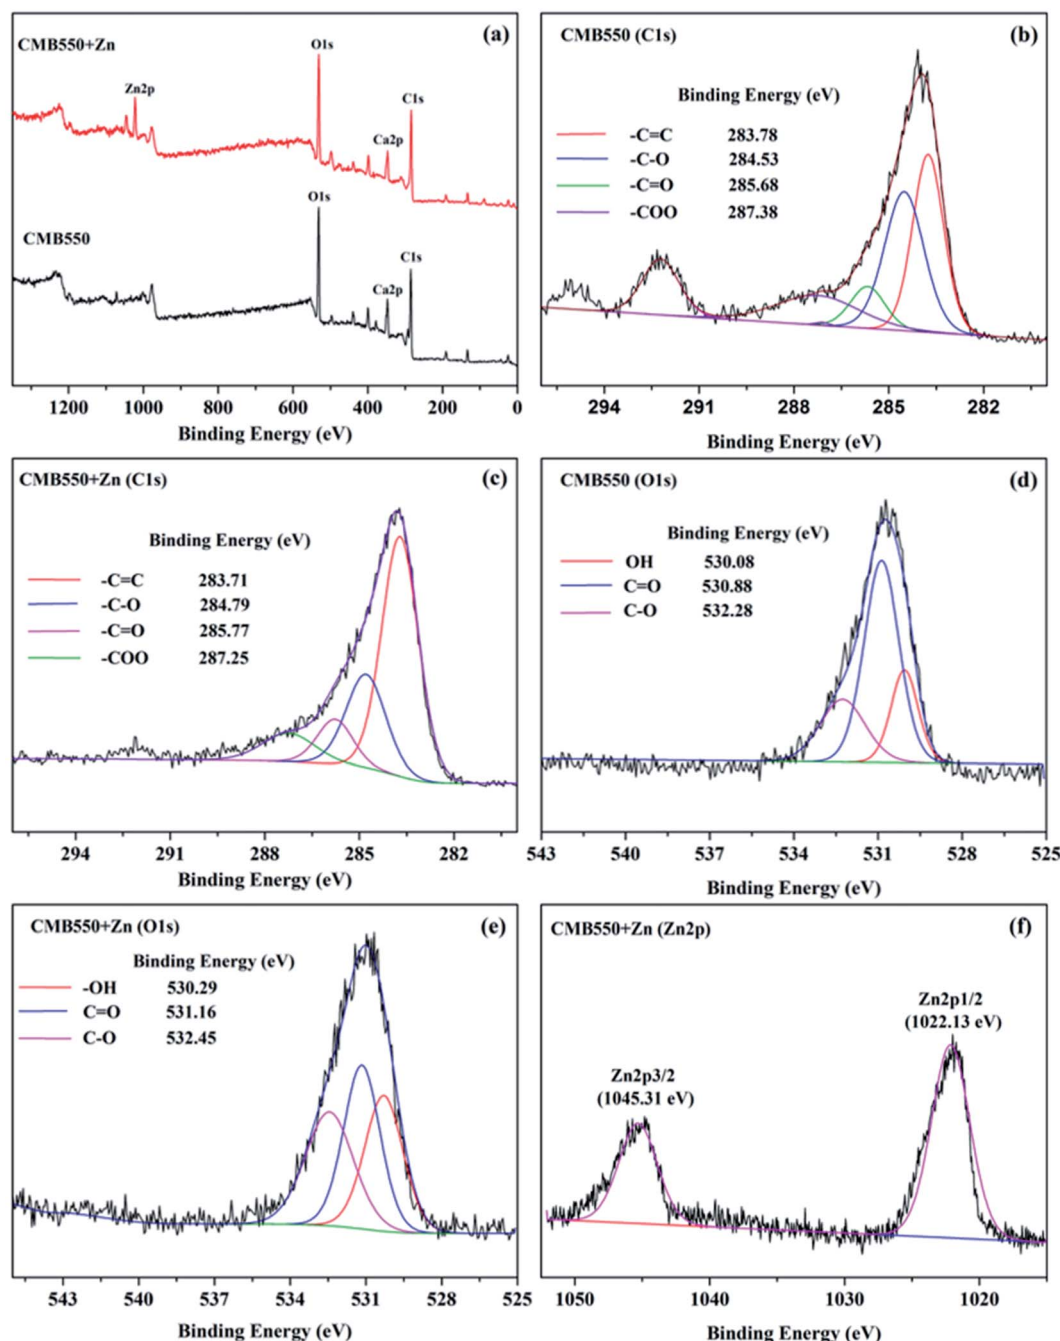 (a)
CMB550+Zn
O1s
Zn2p
C1s
Ca2p
O1s
CMB550
C1s
Ca2p
1200 1000 800 600 400 200 0
Binding Energy (eV)
CMB550 (C1s) (b)
Binding Energy (eV)
-C=C 283.78
-C-O 284.53
-C=O 285.68
-COO 287.38
294 291 288 285 282
Binding Energy (eV)
CMB550+Zn (C1s) (c)
Binding Energy (eV)
-C=C 283.71
-C-O 284.79
-C=O 285.77
-COO 287.25
294 291 288 285 282
Binding Energy (eV)
CMB550 (O1s) (d)
Binding Energy (eV)
OH 530.08
C=O 530.88
C-O 532.28
543 540 537 534 531 528 525
Binding Energy (eV)
CMB550+Zn (O1s) (e)
Binding Energy (eV)
-OH 530.29
C=O 531.16
C-O 532.45
543 540 537 534 531 528 525
Binding Energy (eV)
CMB550+Zn (Zn2p) (f)
Zn2p1/2
(1022.13 eV)
Zn2p3/2
(1045.31 eV)
1050 1040 1030 1020
Binding Energy (eV)